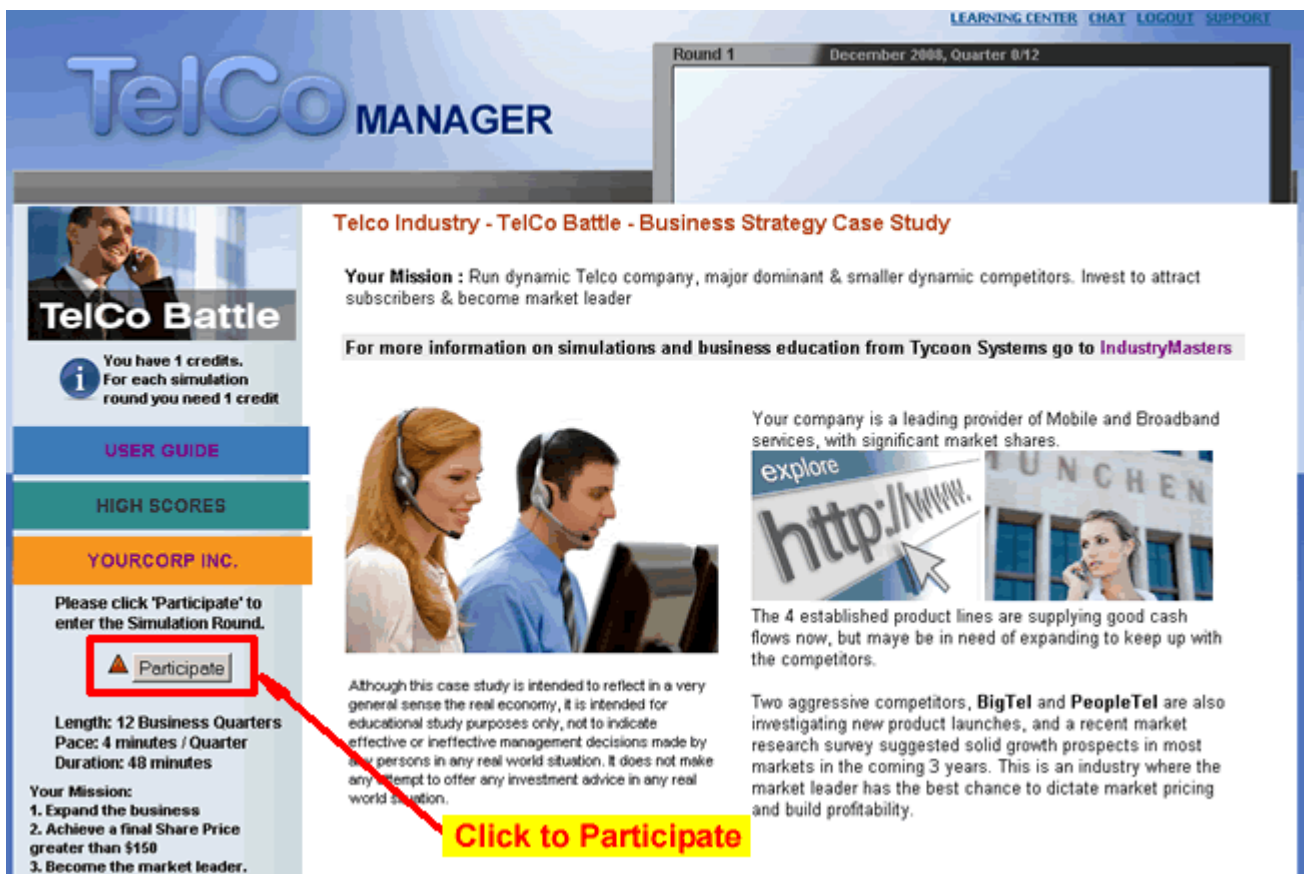 LEARNING CENTER CHAT LOGOUT SUPPORT
Round 1 December 2008, Quarter 0/12
TelCo MANAGER
TelCo Battle
You have 1 credits.
For each simulation
round you need 1 credit
USER GUIDE
HIGH SCORES
YOURCORP INC.
Please click 'Participate' to
enter the Simulation Round.
Participate
Length: 12 Business Quarters
Pace: 4 minutes / Quarter
Duration: 48 minutes
Your Mission:
1. Expand the business
2. Achieve a final Share Price
greater than $150
3. Become the market leader.
Telco Industry - TelCo Battle - Business Strategy Case Study
Your Mission : Run dynamic Telco company, major dominant & smaller dynamic competitors. Invest to attract
subscribers & become market leader
For more information on simulations and business education from Tycoon Systems go to IndustryMasters
Although this case study is intended to reflect in a very
general sense the real economy, it is intended for
educational study purposes only, not to indicate
effective or ineffective management decisions made by
any persons in any real world situation. It does not make
any attempt to offer any investment advice in any real
world situation.
Click to Participate
Your company is a leading provider of Mobile and Broadband
services, with significant market shares.
explore
http://www.
MÜNCHEN
The 4 established product lines are supplying good cash
flows now, but maye be in need of expanding to keep up with
the competitors.
Two aggressive competitors, BigTel and PeopleTel are also
investigating new product launches, and a recent market
research survey suggested solid growth prospects in most
markets in the coming 3 years. This is an industry where the
market leader has the best chance to dictate market pricing
and build profitability.